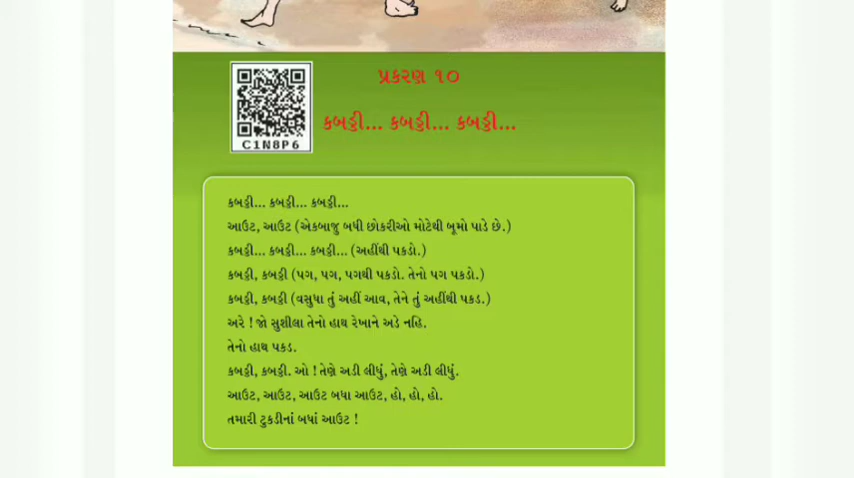 પ્રકરણ ૧૦
કબડ્ડી... કબડ્ડી... કબડ્ડી...
C1N8P6
કબડ્ડી... કબડ્ડી... કબડ્ડી...
આઉટ, આઉટ (એકબાજુ બધી છોકરીઓ મોટેથી બૂમો પાડે છે.)
કબડ્ડી... કબડ્ડી... કબડ્ડી... (અહીંથી પકડો.)
કબડ્ડી, કબડ્ડી (પગ, પગ, પગથી પકડો. તેનો પગ પકડો.)
કબડ્ડી, કબડ્ડી (વસુધા તું અહીં આવ, તેને તું અહીંથી પકડ.)
અરે ! જો સુશીલા તેનો હાથ રેખાને અડે નહિ.
તેનો હાથ પકડ.
કબડ્ડી, કબડ્ડી. ઓ ! તેણે અડી લીધું, તેણે અડી લીધું.
આઉટ, આઉટ, આઉટ બધા આઉટ, હો, હો, હો.
તમારી ટુકડીનાં બધાં આઉટ !